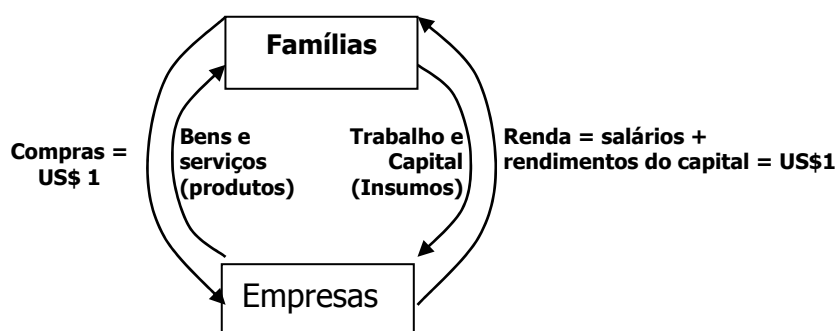 Famílias
Compras =
US$ 1
Bens e
serviços
(produtos)
Trabalho e
Capital
(Insumos)
Renda = salários +
rendimentos do capital = US$1
Empresas